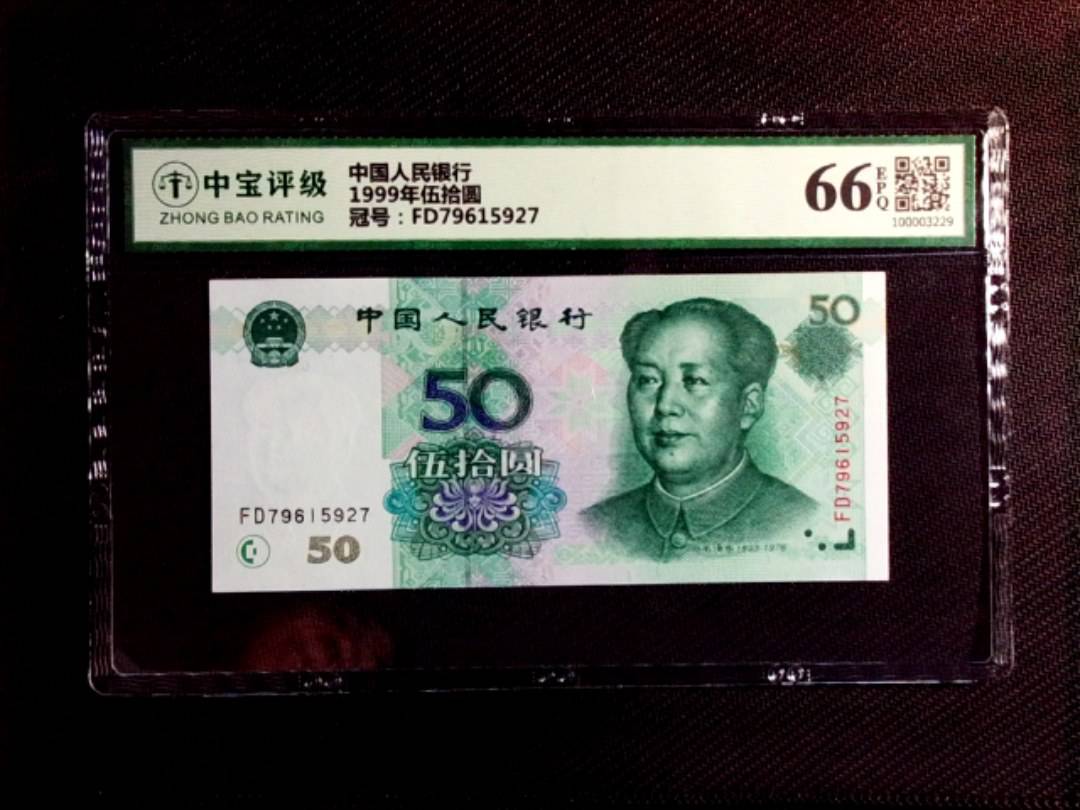 中宝评级
ZHONG BAO RATING
中国人民银行
1999年伍拾圆
冠号：FD79615927
66
EPQ
100003229
中国人民银行
50
50
伍拾圆
FD79615927
50
FD79615927
1893-1976